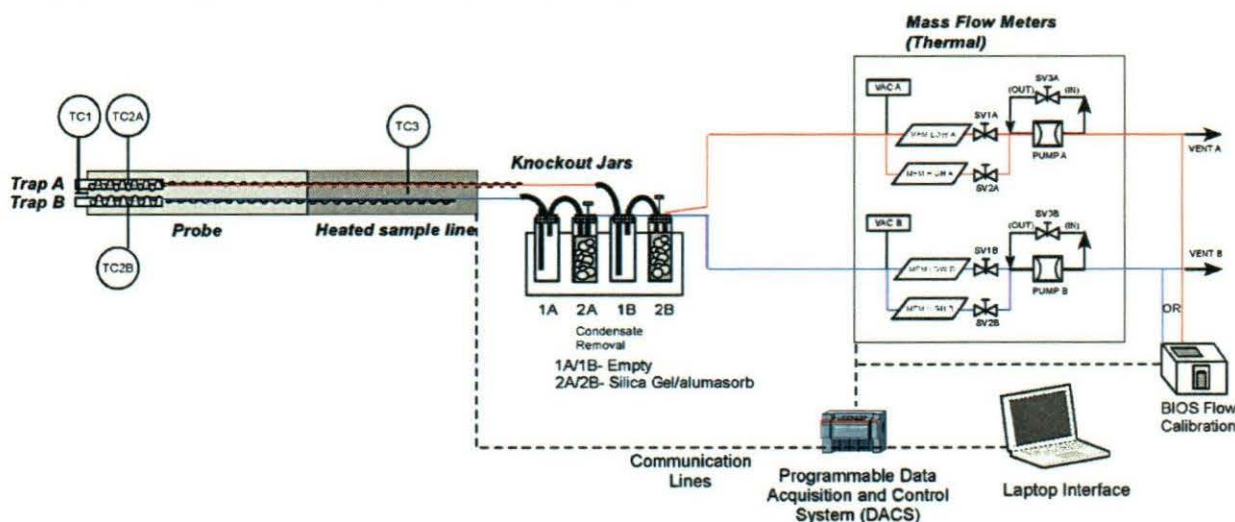 Mass Flow Meters
(Thermal)
TC1
TC2A
TC3
TC2B
Trap A
Trap B
Probe
Heated sample line
Knockout Jars
1A 2A 1B 2B
Condensate
Removal
1A/1B- Empty
2A/2B- Silica Gel/alumasorb
VAC A
SV1A
SV2A
SV3A
(OUT)
(IN)
PUMP A
VENT A
VAC B
SV1B
SV2B
(OUT)
(IN)
PUMP B
VENT B
OR
BIOS Flow
Calibration
Communication
Lines
Programmable Data
Acquisition and Control
System (DACS)
Laptop Interface